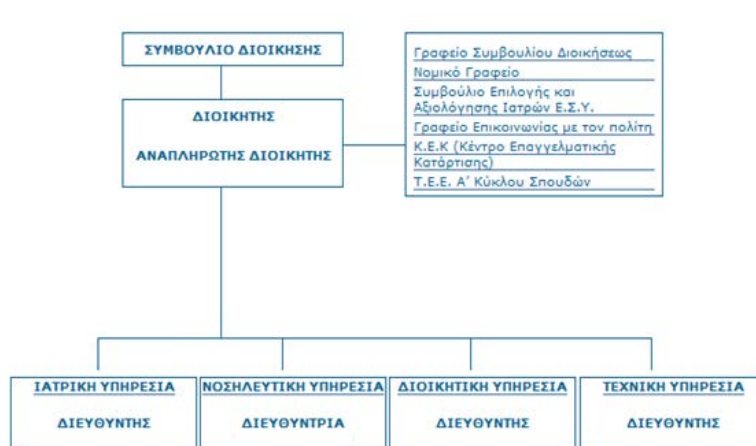 ΣΥΜΒΟΥΛΙΟ ΔΙΟΙΚΗΣΗΣ
ΔΙΟΙΚΗΤΗΣ
ΑΝΑΠΛΗΡΩΤΗΣ ΔΙΟΙΚΗΤΗΣ
Γραφείο Συμβουλίου Διοικήσεως
Νομικό Γραφείο
Συμβούλιο Επιλογής και
Αξιολόγησης Ιατρών Ε.Σ.Υ.
Γραφείο Επικοινωνίας με τον πολίτη
Κ.Ε.Κ (Κέντρο Επαγγελματικής
Κατάρτισης)
Τ.Ε.Ε. Α' Κύκλου Σπουδών
ΙΑΤΡΙΚΗ ΥΠΗΡΕΣΙΑ
ΔΙΕΥΘΥΝΤΗΣ
ΝΟΣΗΛΕΥΤΙΚΗ ΥΠΗΡΕΣΙΑ
ΔΙΕΥΘΥΝΤΡΙΑ
ΔΙΟΙΚΗΤΙΚΗ ΥΠΗΡΕΣΙΑ
ΔΙΕΥΘΥΝΤΗΣ
ΤΕΧΝΙΚΗ ΥΠΗΡΕΣΙΑ
ΔΙΕΥΘΥΝΤΗΣ